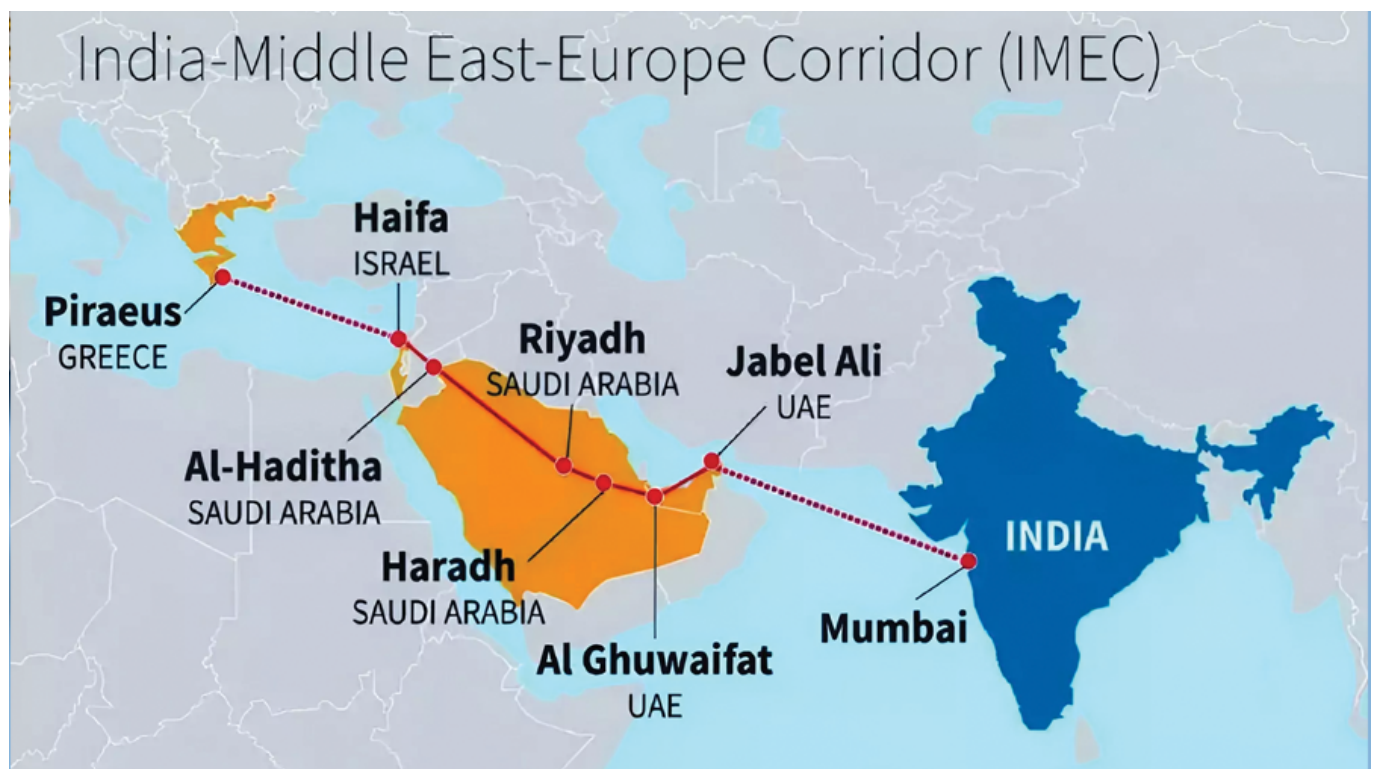 India-Middle East-Europe Corridor (IMEC)
Haifa
ISRAEL
Piraeus
GREECE
Riyadh
SAUDI ARABIA
Jabel Ali
UAE
Al-Haditha
SAUDI ARABIA
INDIA
Haradh
SAUDI ARABIA
Mumbai
Al Ghuwaifat
UAE